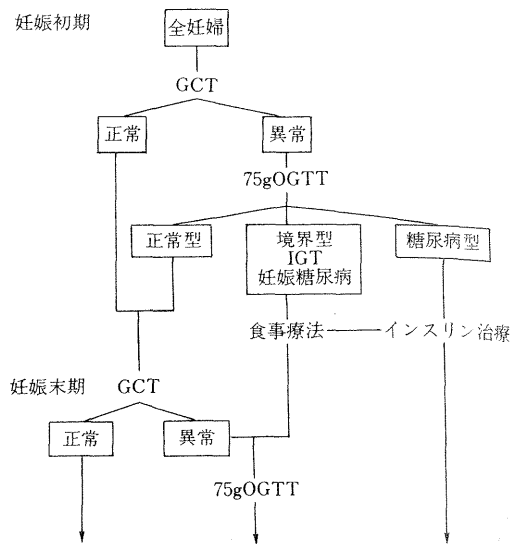 妊娠初期
全妊婦
GCT
正常
異常
75gOGTT
正常型
境界型
IGT
妊娠糖尿病
糖尿病型
食事療法
インスリン治療
妊娠末期
GCT
正常
異常
75gOGTT